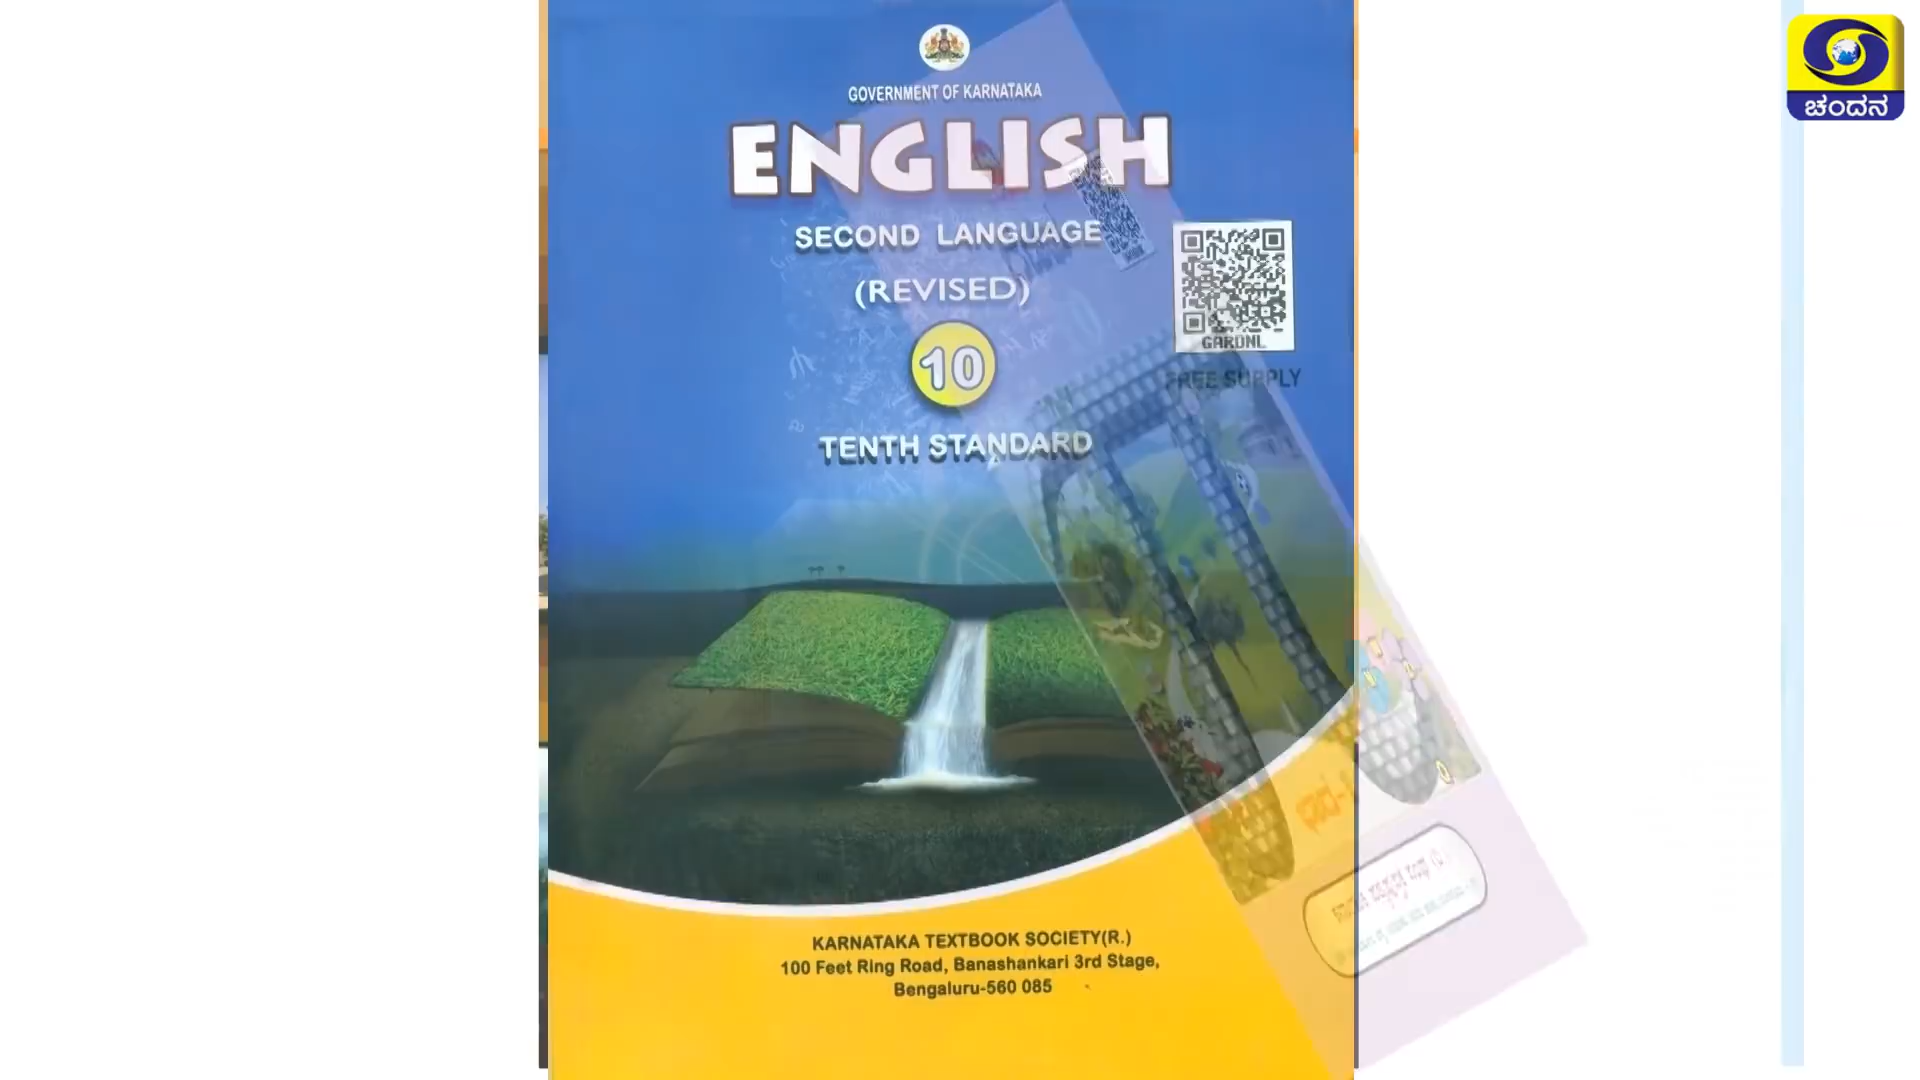 ಚಂದನ
GOVERNMENT OF KARNATAKA
ENGLISH
SECOND LANGUAGE
(REVISED)
GARDNL
FREE SUPPLY
10
TENTH STANDARD
KARNATAKA TEXTBOOK SOCIETY(R.)
100 Feet Ring Road, Banashankari 3rd Stage,
Bengaluru-560 085